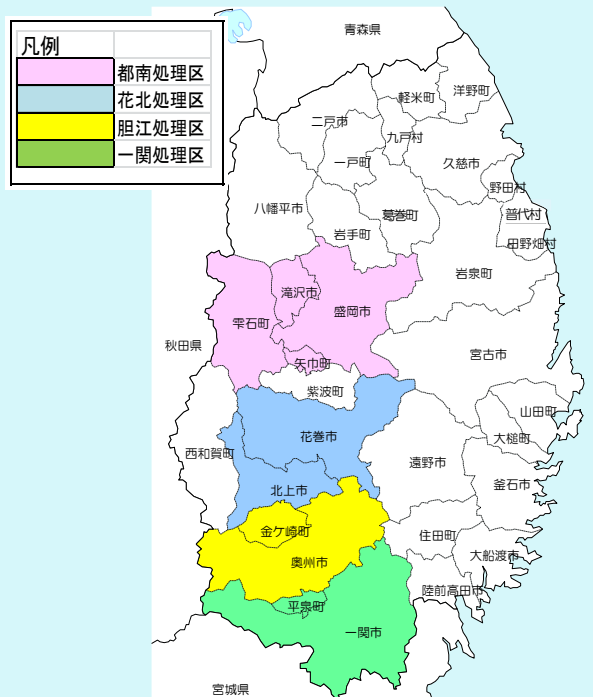 青森県
凡例
都南処理区
花北処理区
胆江処理区
一関処理区
洋野町
軽米町
二戸市
九戸村
一戸町
久慈市
野田村
八幡平市
葛巻町
普代村
岩手町
田野畑村
岩泉町
滝沢市
盛岡市
雫石町
秋田県
宮古市
矢巾町
紫波町
山田町
花巻市
大槌町
西和賀町
遠野市
釜石市
北上市
金ケ崎町
住田町
奥州市
大船渡市
陸前高田市
平泉町
一関市
宮城県